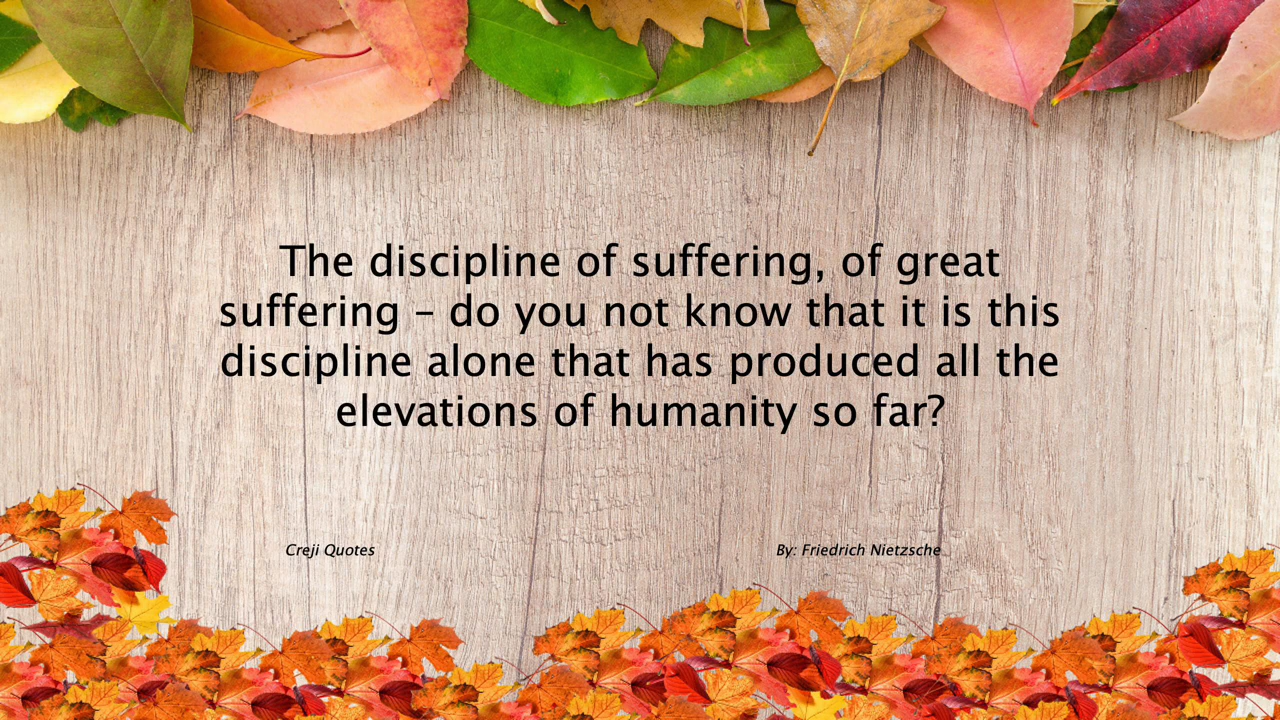 The discipline of suffering, of great
suffering – do you not know that it is this
discipline alone that has produced all the
elevations of humanity so far?
Creji Quotes
By: Friedrich Nietzsche